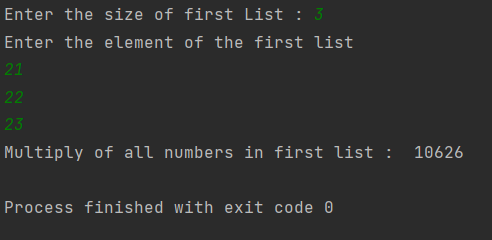 Enter the size of first List : 3
Enter the element of the first list
21
22
23
Multiply of all numbers in first list :  10626
Process finished with exit code 0